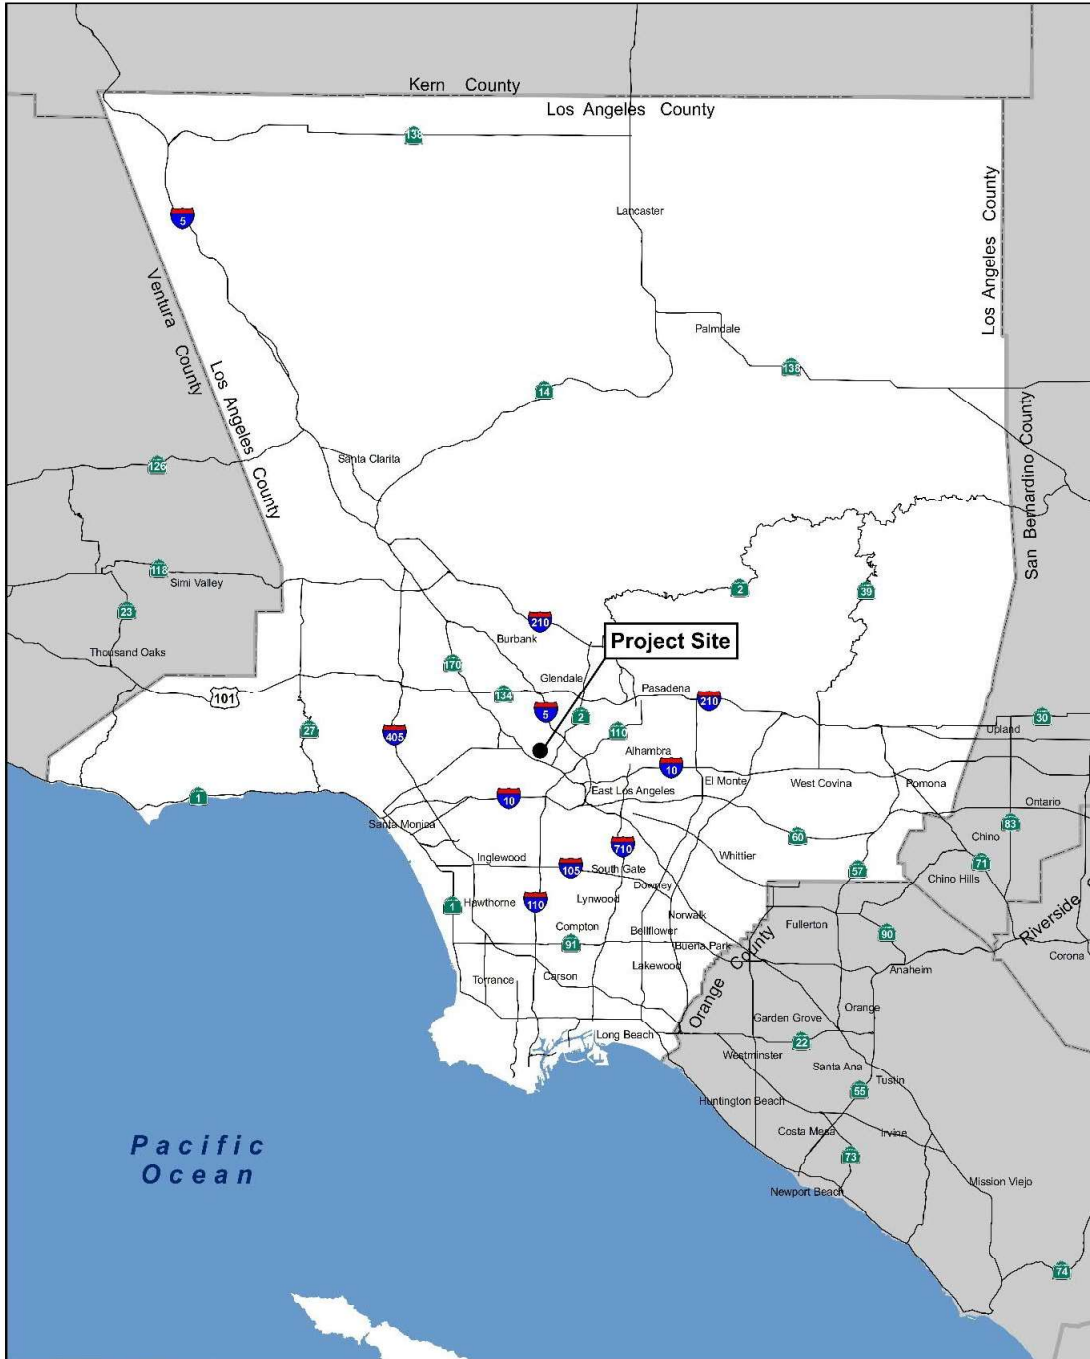 Kern County
Los Angeles County
138
Los Angeles County
5
Lancaster
Ventura County
Los Angeles County
Palmdale
138
14
San Bernardino County
Santa Clarita
126
118
Simi Valley
2
39
23
210
Burbank
Project Site
Thousand Oaks
170
Glendale
101
134
Pasadena
210
5
2
30
27
405
110
Upland
Alhambra
10
El Monte
West Covina
Pomona
1
10
East Los Angeles
Ontario
Santa Monica
60
83
Chino
710
Inglewood
Whittier
105
South Gate
57
71
Chino Hills
Downey
1
Hawthorne
110
Lynwood
Norwalk
Compton
Fullerton
Bellflower
90
Riverside
91
Buena Park
Orange County
Corona
Torrance
Carson
Lakewood
Anaheim
Orange
Garden Grove
Long Beach
22
Westminster
Santa Ana
Tustin
55
Huntington Beach
Costa Mesa
Irvine
Pacific
Ocean
73
Newport Beach
Mission Viejo
74